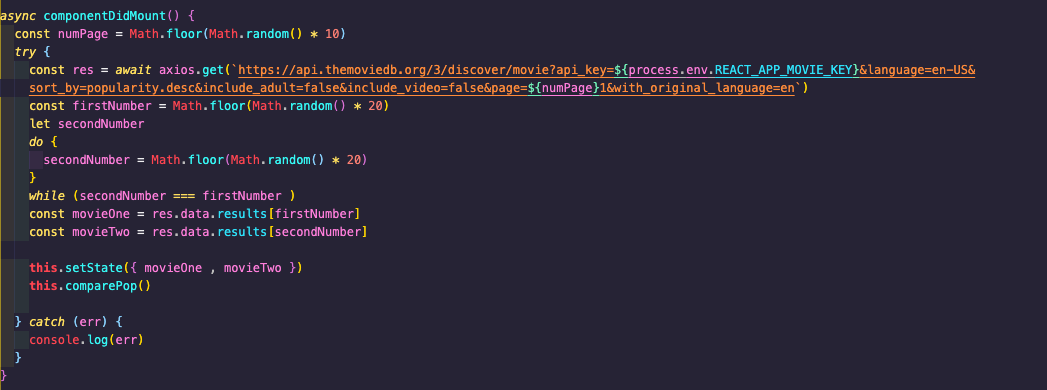 async componentDidMount() {
const numPage = Math.floor(Math.random() * 10)
try {
const res = await axios.get(`https://api.themoviedb.org/3/discover/movie?api_key=${process.env.REACT_APP_MOVIE_KEY}&language=en-US&
sort_by=popularity.desc&include_adult=false&include_video=false&page=${numPage}1&with_original_language=en`)
const firstNumber = Math.floor(Math.random() * 20)
let secondNumber
do {
secondNumber = Math.floor(Math.random() * 20)
}
while (secondNumber === firstNumber )
const movieOne = res.data.results[firstNumber]
const movieTwo = res.data.results[secondNumber]
this.setState({ movieOne , movieTwo })
this.comparePop()
} catch (err) {
console.log(err)
}
}